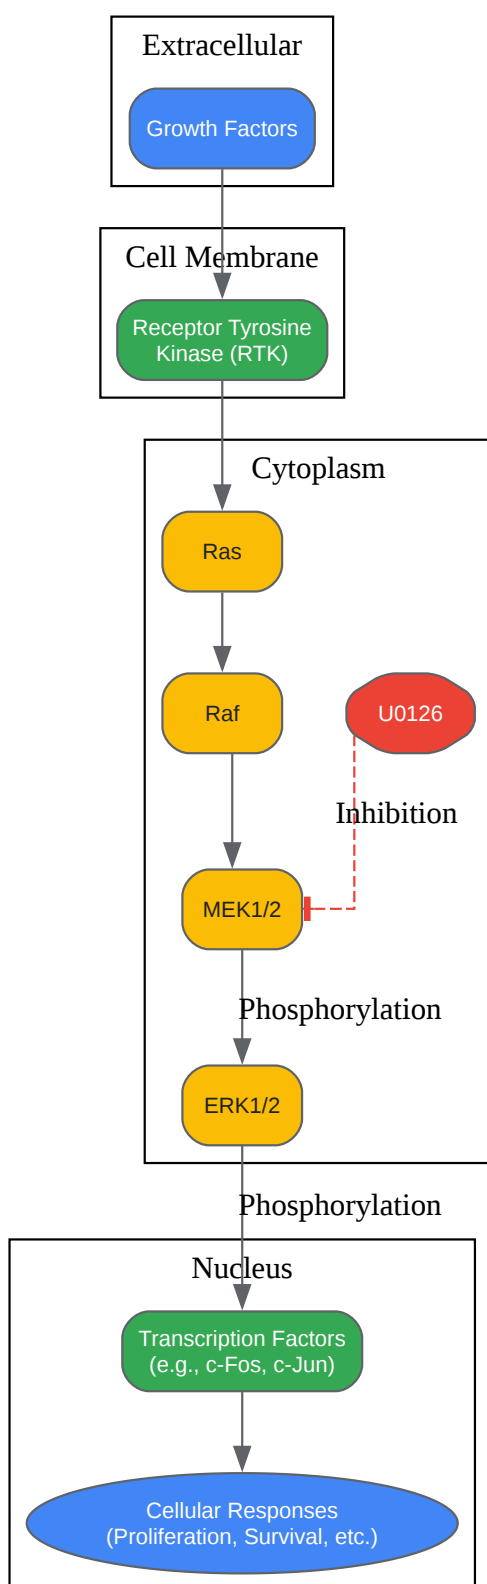 Extracellular
Growth Factors
Cell Membrane
Receptor Tyrosine
Kinase (RTK)
Cytoplasm
Ras
Raf
U0126
Inhibition
MEK1/2
Phosphorylation
ERK1/2
Phosphorylation
Nucleus
Transcription Factors
(e.g., c-Fos, c-Jun)
Cellular Responses
(Proliferation, Survival, etc.)